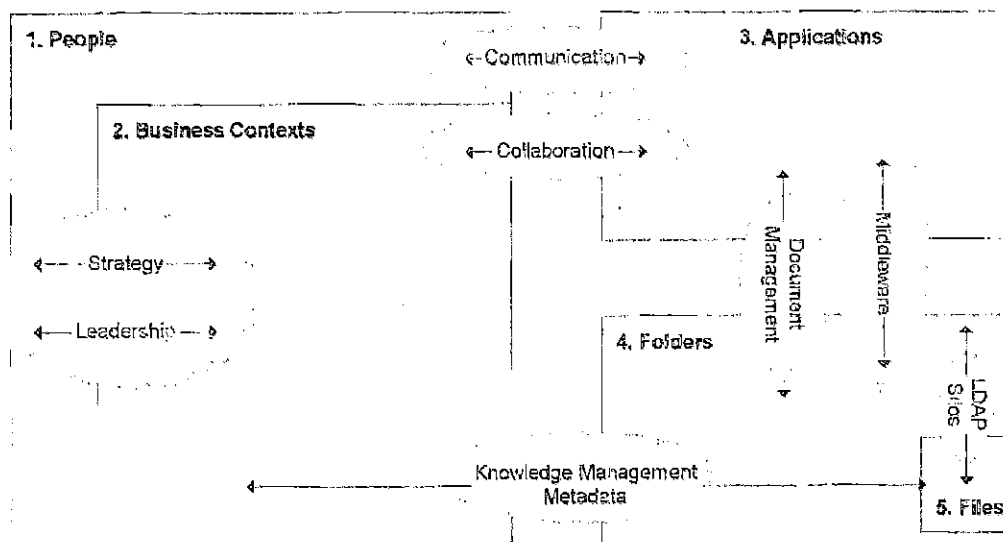 1. People
Communication
3. Applications
2. Business Contexts
Collaboration
Document
Management
Middleware
Strategy
Leadership
4. Folders
LDAP
Silos
Knowledge Management
Metadata
5. Files